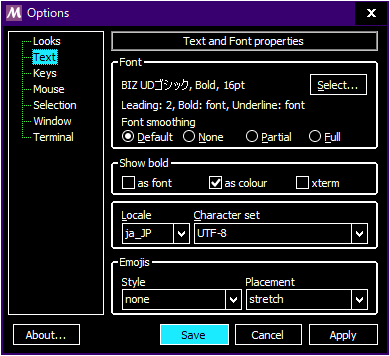 Options
Looks
Text
Keys
Mouse
Selection
Window
Terminal
Text and Font properties
Font
BIZ UDゴシック, Bold, 16pt
Select...
Leading: 2, Bold: font, Underline: font
Font smoothing
Default None Partial Full
Show bold
as font as colour xterm
Locale Character set
ja_JP UTF-8
Emojis
Style Placement
none stretch
About... Save Cancel Apply